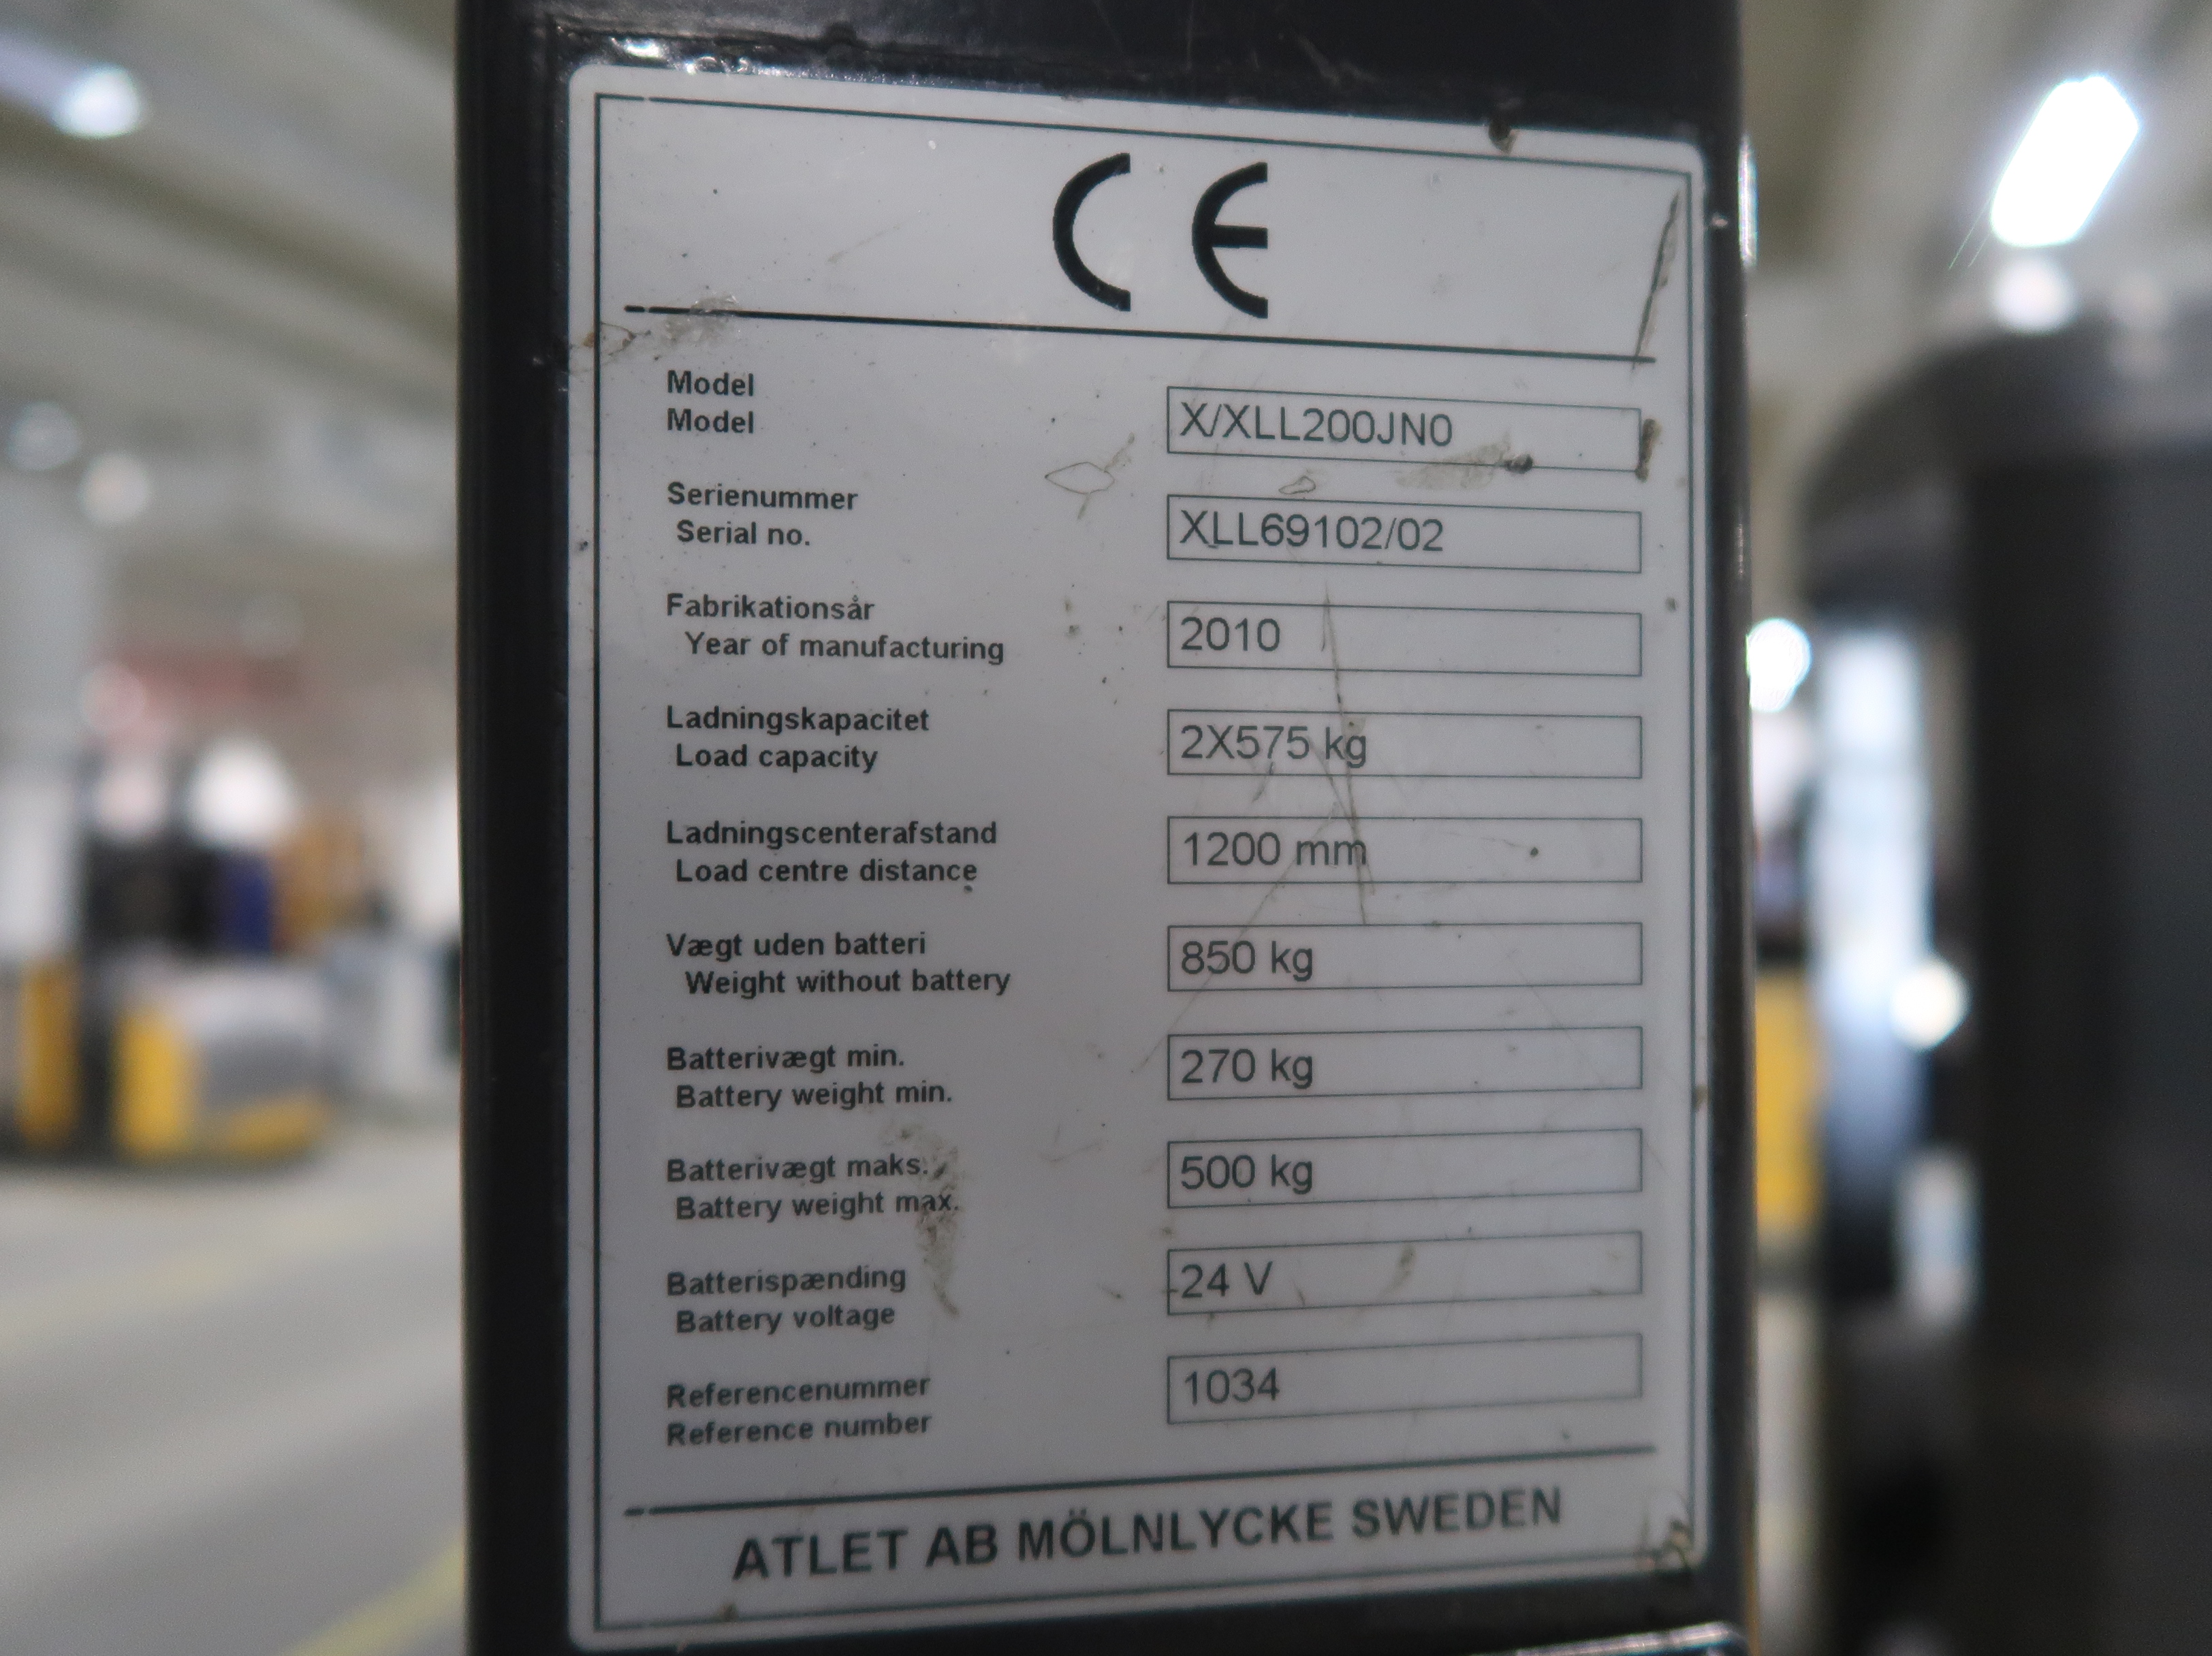 CE
Model
Model
X/XLL200JN0
Serienummer
Serial no.
XLL69102/02
Fabrikationsår
Year of manufacturing
2010
Ladningskapacitet
Load capacity
2X575 kg
Ladningscenterafstand
Load centre distance
1200 mm
Vægt uden batteri
Weight without battery
850 kg
Batterivægt min.
Battery weight min.
270 kg
Batterivægt maks.
Battery weight max.
500 kg
Batterispænding
Battery voltage
24 V
Referencenummer
Reference number
1034
ATLET AB MÖLNLYCKE SWEDEN